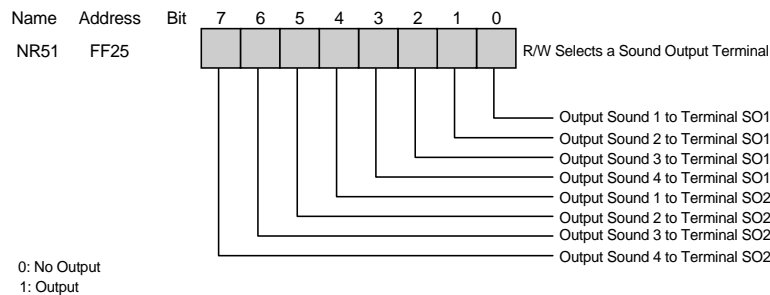 Name Address Bit 7 6 5 4 3 2 1 0
NR51 FF25 R/W Selects a Sound Output Terminal
Output Sound 1 to Terminal SO1
Output Sound 2 to Terminal SO1
Output Sound 3 to Terminal SO1
Output Sound 4 to Terminal SO1
Output Sound 1 to Terminal SO2
Output Sound 2 to Terminal SO2
Output Sound 3 to Terminal SO2
Output Sound 4 to Terminal SO2
0: No Output
1: Output